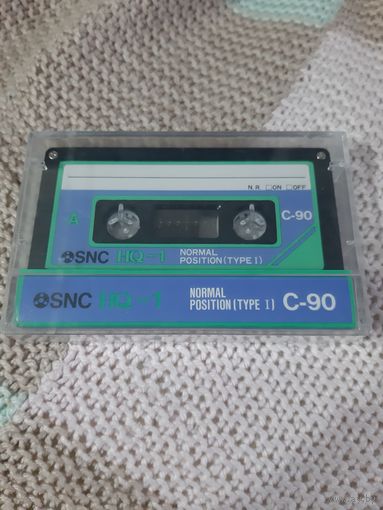 N.R. □ON □OFF
A
C-90
SNC HQ-1 NORMAL
POSITION(TYPE I)
SNC HQ-1 NORMAL
POSITION(TYPE I) C-90